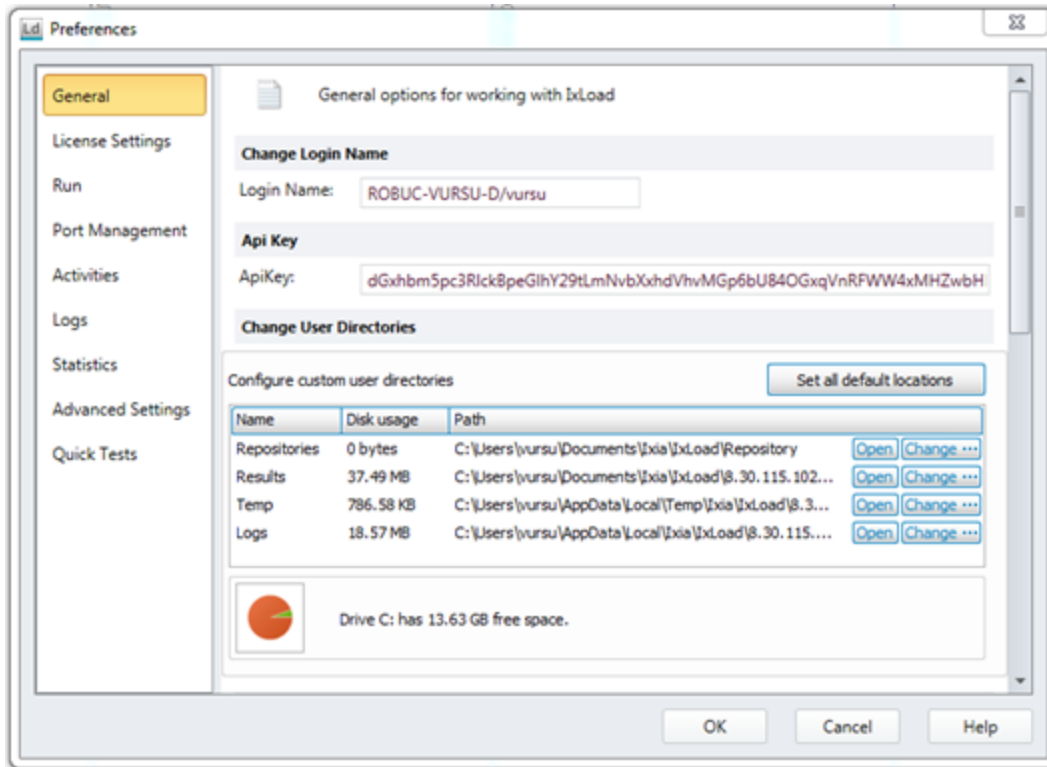 Ld Preferences
General
License Settings
Run
Port Management
Activities
Logs
Statistics
Advanced Settings
Quick Tests
General options for working with IxLoad
Change Login Name
Login Name: ROBUC-VURSU-D/vursu
Api Key
ApiKey: dGxhbm5pc3RlckBpeGlhY29tLmNvbXxhdVhvMGp6bU84OGxqVnRFWW4xMHZwbH
Change User Directories
Configure custom user directories Set all default locations
Name Disk usage Path
Repositories 0 bytes C:\Users\vursu\Documents\Ixia\IxLoad\Repository Open Change ...
Results 37.49 MB C:\Users\vursu\Documents\Ixia\IxLoad\8.30.115.102... Open Change ...
Temp 786.58 KB C:\Users\vursu\AppData\Local\Temp\Ixia\IxLoad\8.3... Open Change ...
Logs 18.57 MB C:\Users\vursu\AppData\Local\Ixia\IxLoad\8.30.115.... Open Change ...
Drive C: has 13.63 GB free space.
OK Cancel Help